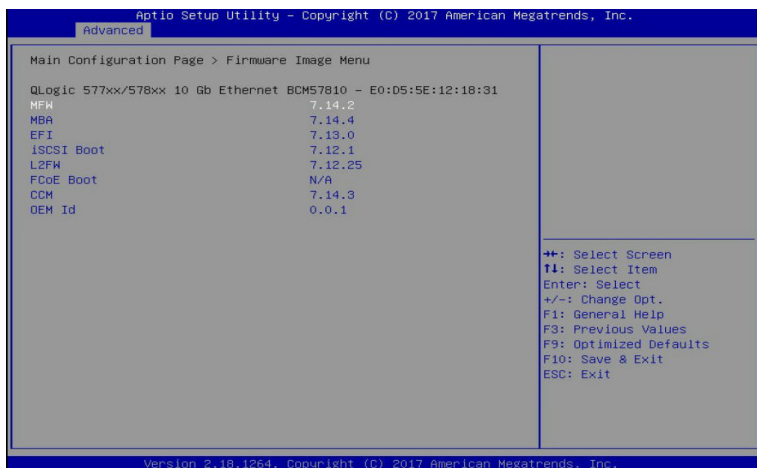 Aptio Setup Utility – Copyright (C) 2017 American Megatrends, Inc.
Advanced
Main Configuration Page > Firmware Image Menu
QLogic 577xx/578xx 10 Gb Ethernet BCM57810 – E0:D5:5E:12:18:31
MFW 7.14.2
MBA 7.14.4
EFI 7.13.0
iSCSI Boot 7.12.1
L2FW 7.12.25
FCoE Boot N/A
CCM 7.14.3
OEM Id 0.0.1
→←: Select Screen
↑↓: Select Item
Enter: Select
+/-: Change Opt.
F1: General Help
F3: Previous Values
F9: Optimized Defaults
F10: Save & Exit
ESC: Exit
Version 2.18.1264. Copyright (C) 2017 American Megatrends, Inc.